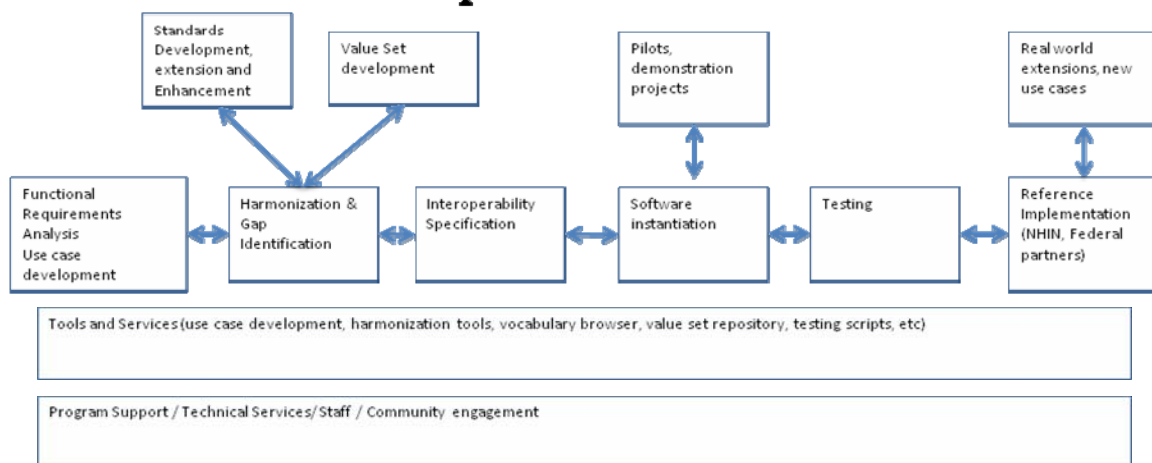 Standards
Development,
extension and
Enhancement
Value Set
development
Pilots,
demonstration
projects
Real world
extensions, new
use cases
Functional
Requirements
Analysis
Use case
development
Harmonization &
Gap
Identification
Interoperability
Specification
Software
instantiation
Testing
Reference
Implementation
(NHIN, Federal
partners)
Tools and Services (use case development, harmonization tools, vocabulary browser, value set repository, testing scripts, etc)
Program Support / Technical Services/ Staff / Community engagement